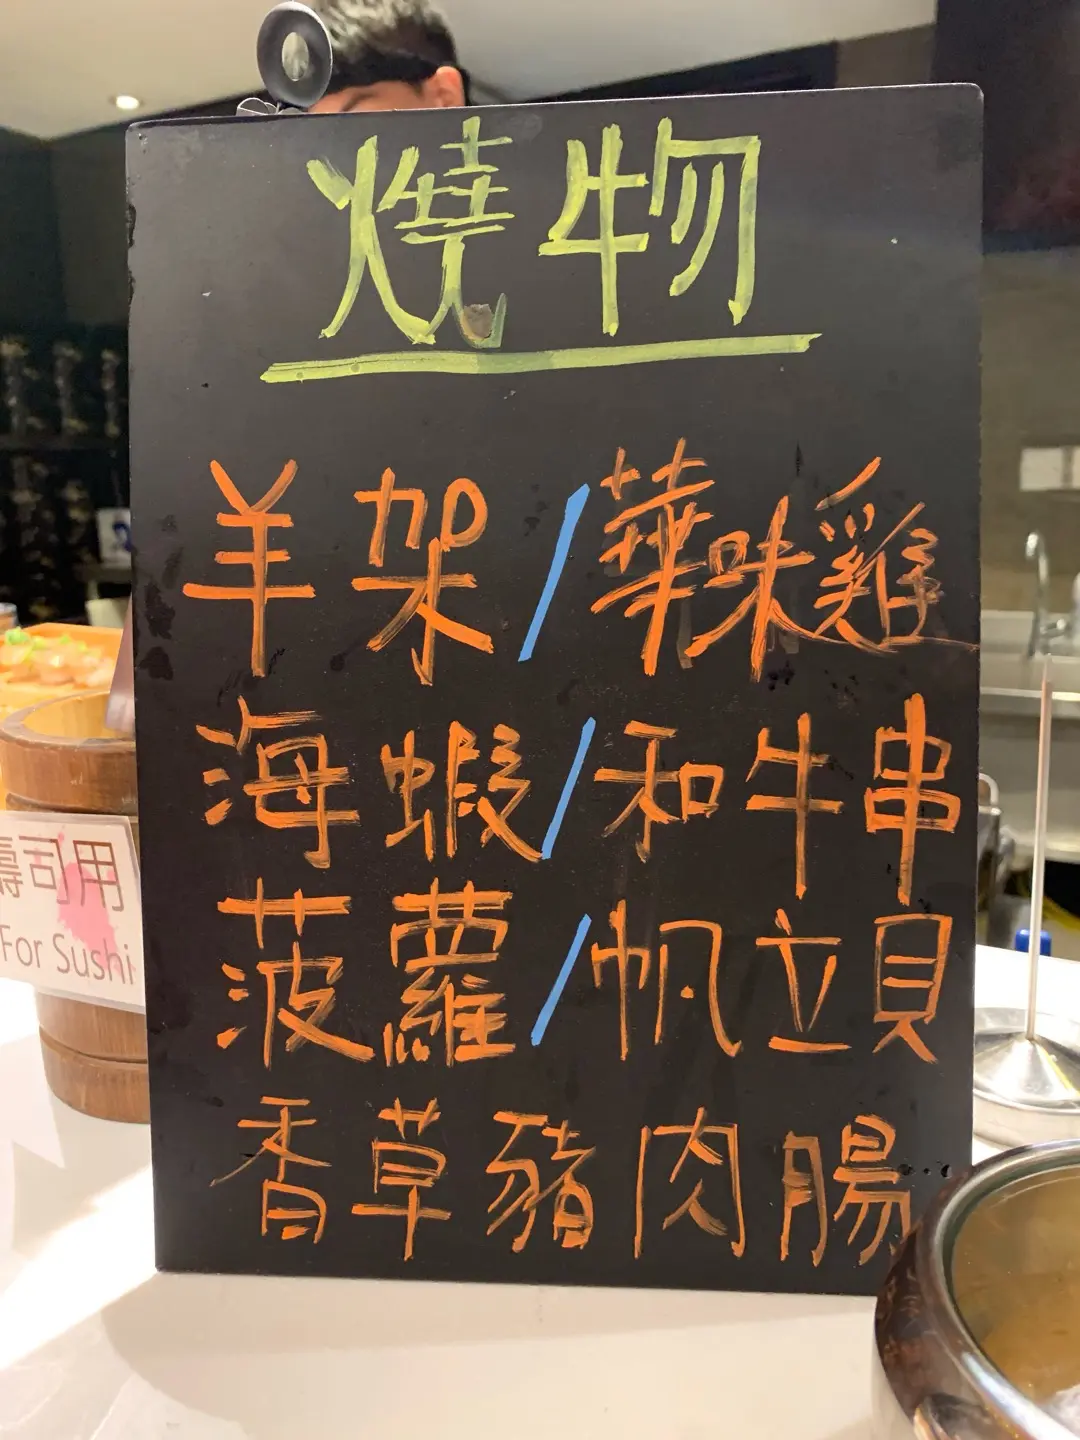 燒物
羊架/華味雞
海蝦/和牛串
菠蘿/帆立貝
香草豬肉腸
壽司用
For Sushi